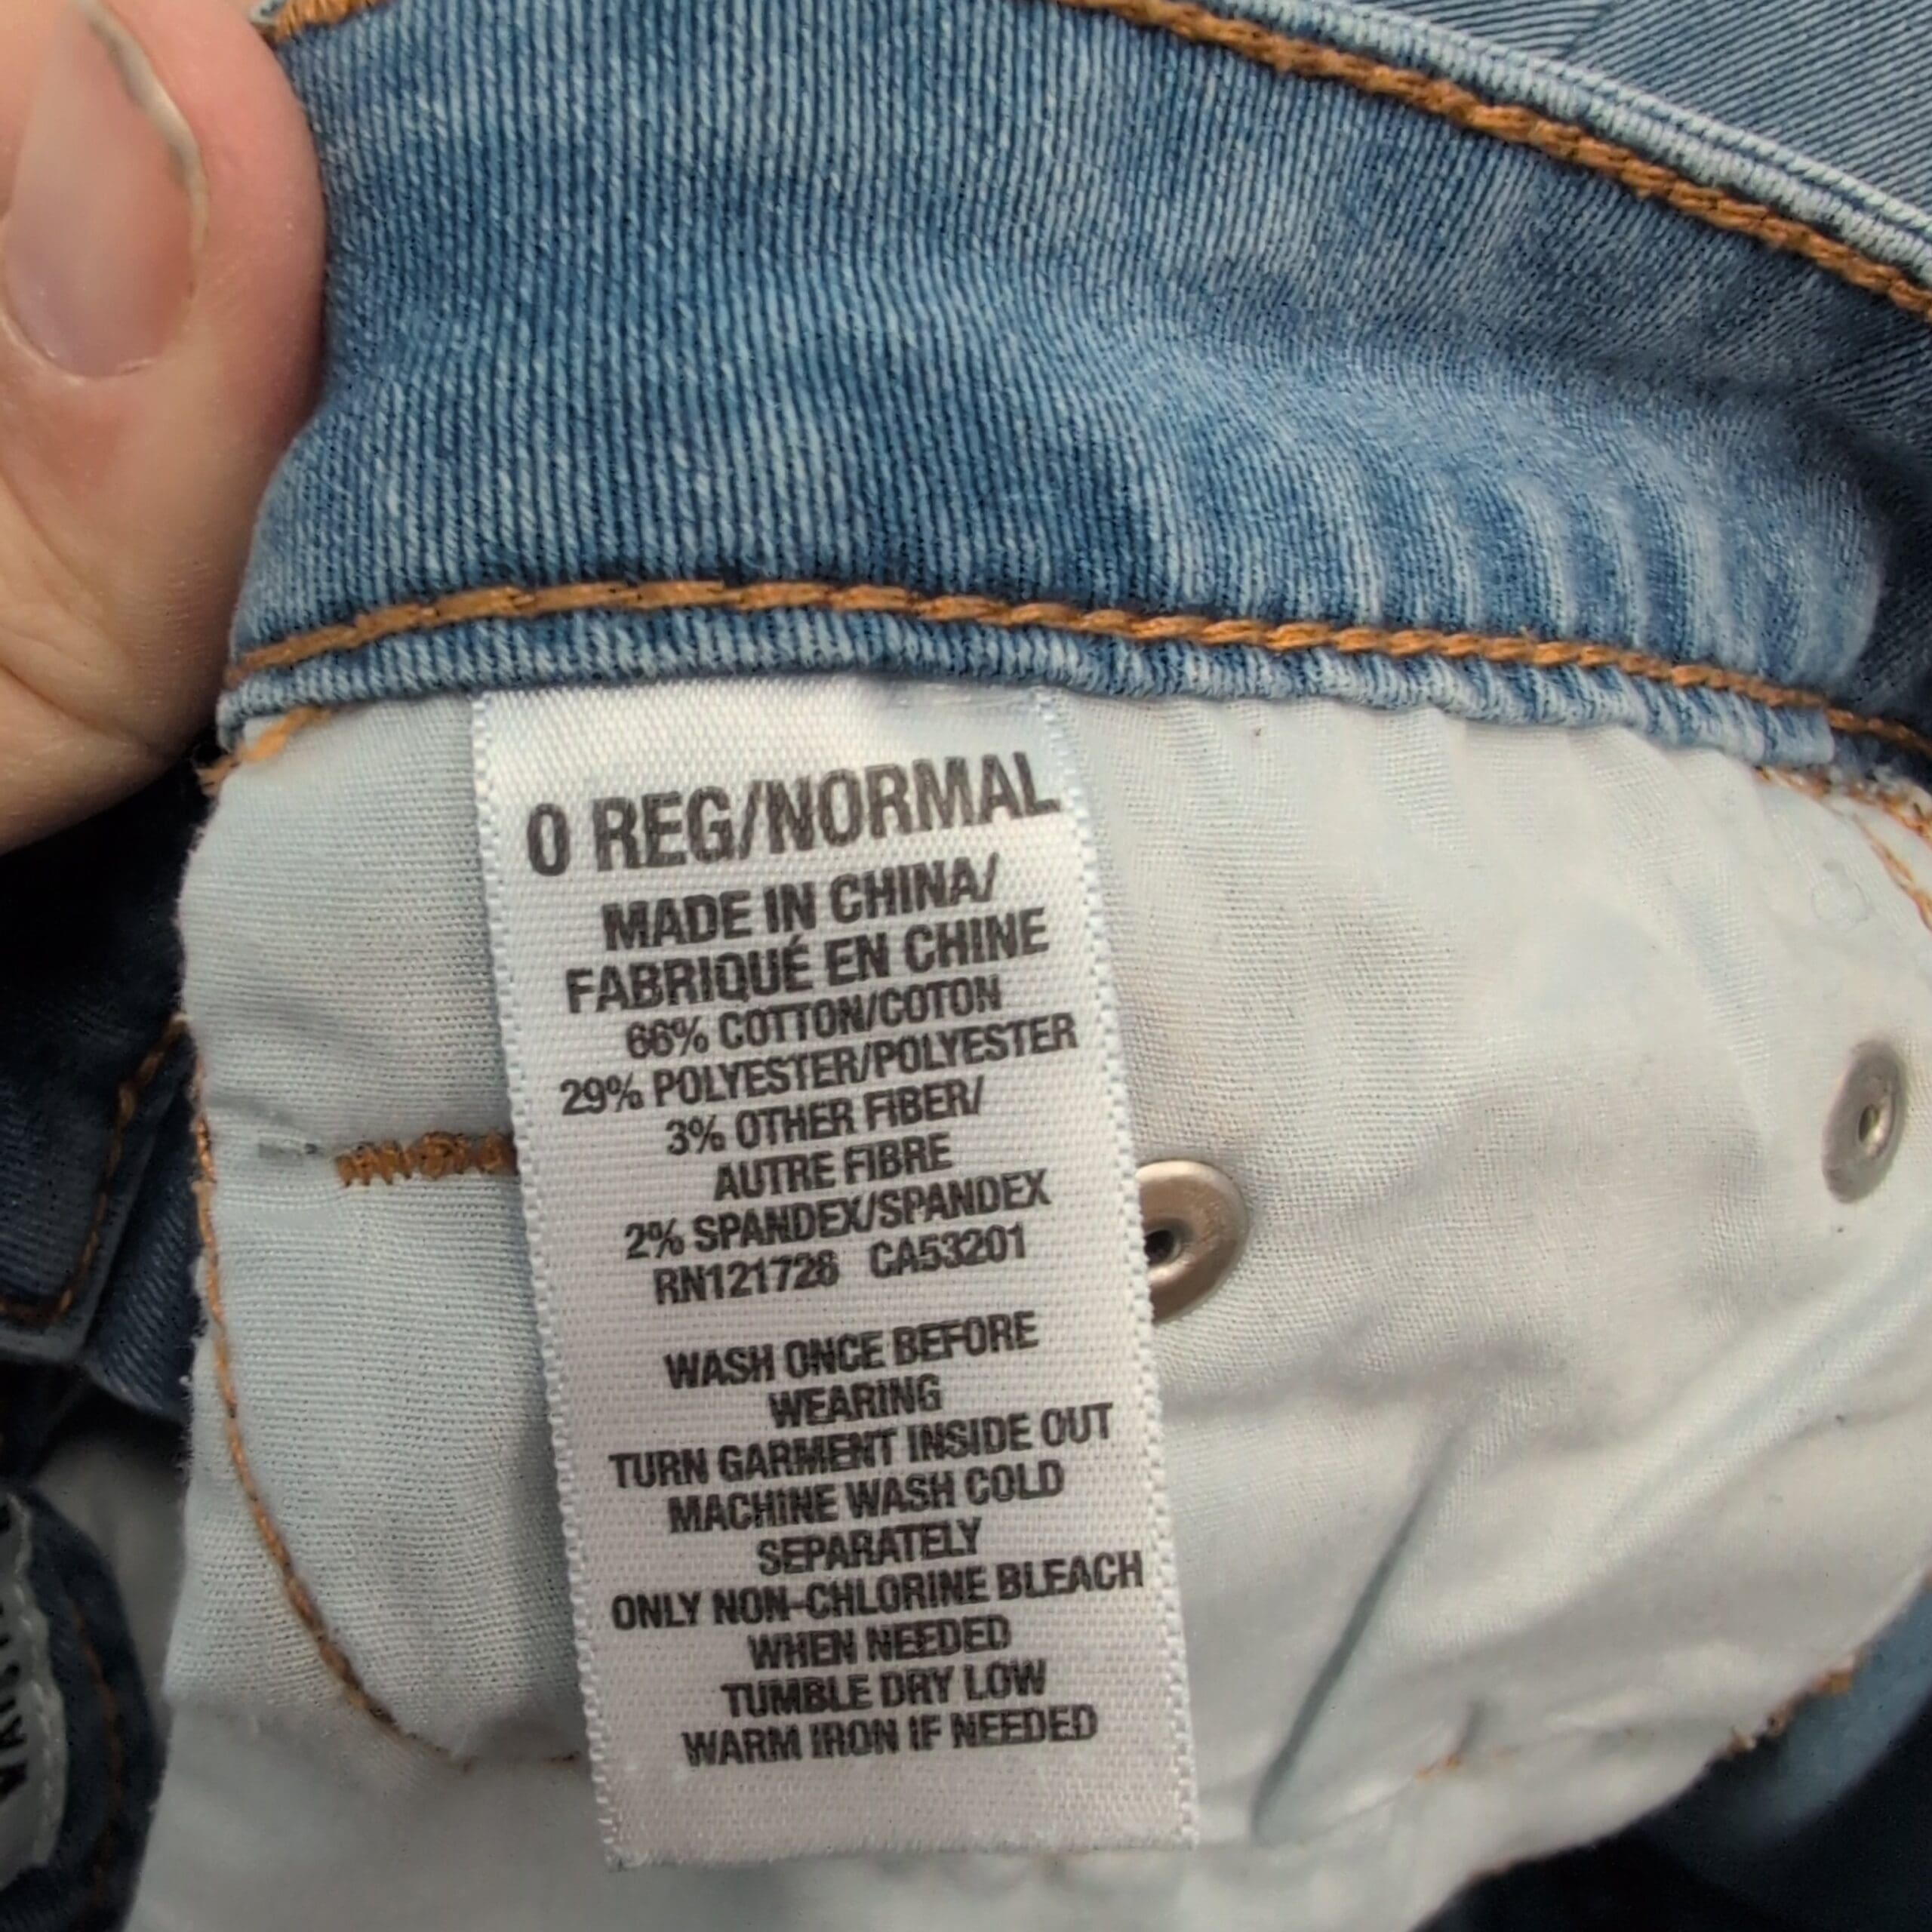 0 REG/NORMAL
MADE IN CHINA/
FABRIQUÉ EN CHINE
66% COTTON/COTON
29% POLYESTER/POLYESTER
3% OTHER FIBER/
AUTRE FIBRE
2% SPANDEX/SPANDEX
RN121728 CA53201
WASH ONCE BEFORE
WEARING
TURN GARMENT INSIDE OUT
MACHINE WASH COLD
SEPARATELY
ONLY NON-CHLORINE BLEACH
WHEN NEEDED
TUMBLE DRY LOW
WARM IRON IF NEEDED